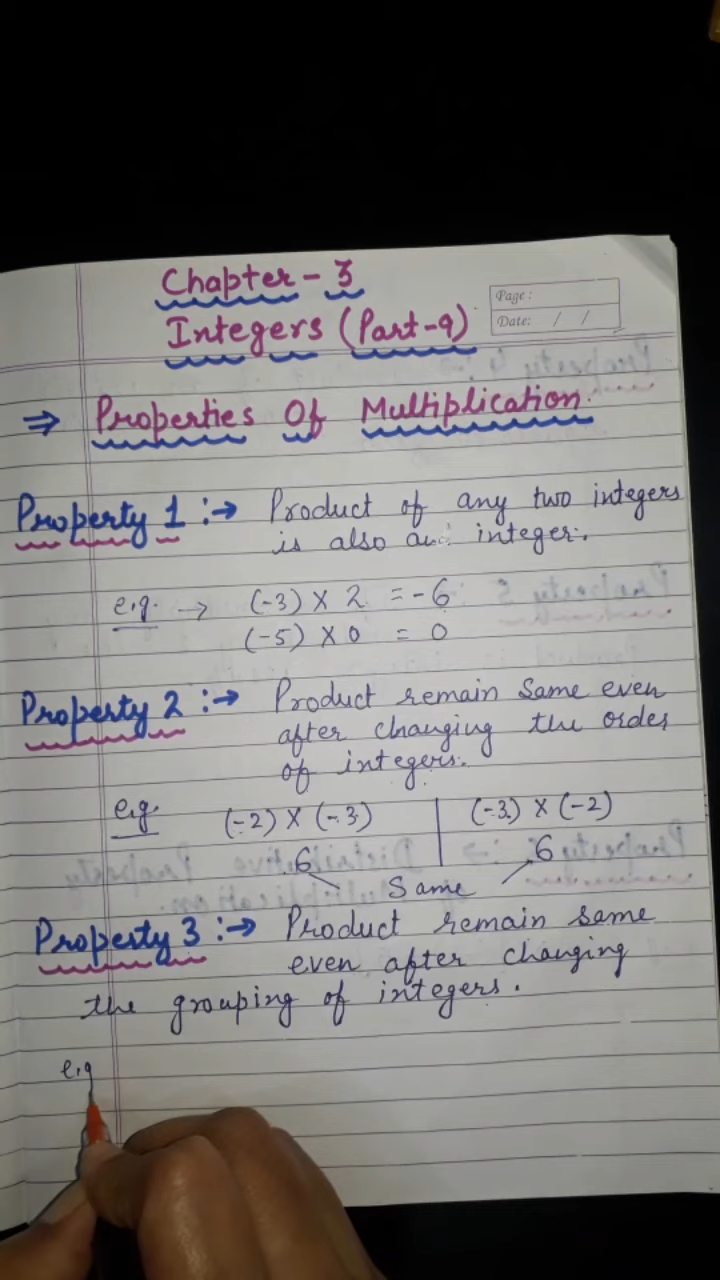 Chapter - 3
Integers (Part-9)
Page:
Date: / /
⇒ Properties Of Multiplication:
Property 1 :→ Product of any two integers
is also an integer.
e.g. → (-3) × 2 = -6
(-5) × 0 = 0
Property 2 :→ Product remain Same even
after changing the order
of integers.
e.g. (-2) × (-3) | (-3) × (-2)
6 6
Same
Property 3 :→ Product remain same
even after changing
the grouping of integers.
e.g